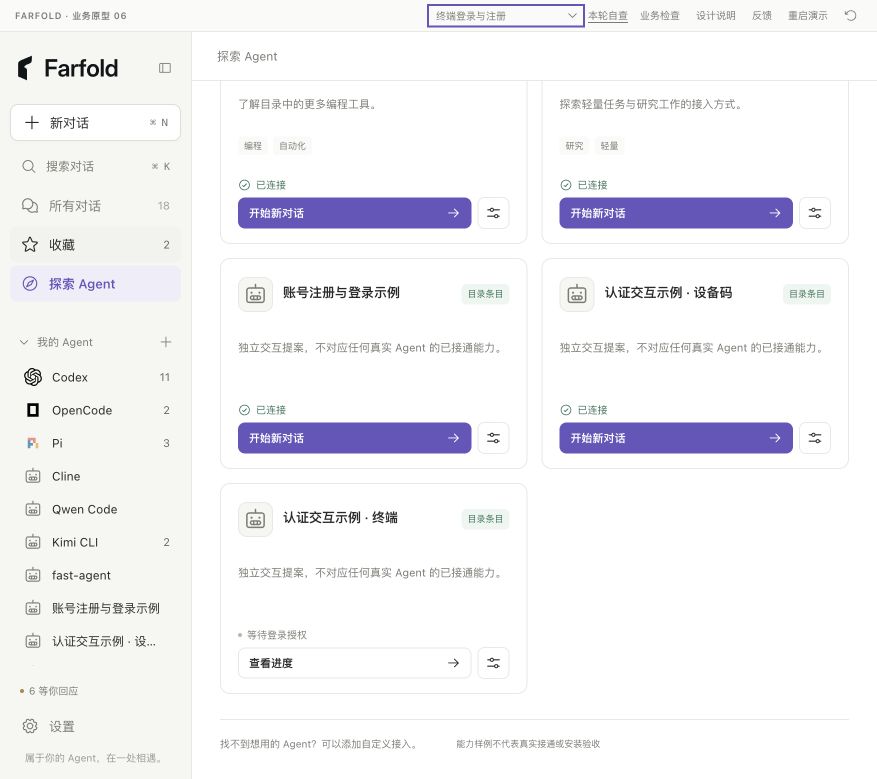 FARFOLD · 业务原型 06
终端登录与注册
本轮自查
业务检查
设计说明
反馈
重启演示
Farfold
新对话
⌘ N
搜索对话
⌘ K
所有对话
18
收藏
2
探索 Agent
我的 Agent
Codex
11
OpenCode
2
Pi
3
Cline
Qwen Code
Kimi CLI
2
fast-agent
账号注册与登录示例
认证交互示例 · 设...
6 等你回应
设置
属于你的 Agent，在一处相遇。
探索 Agent
了解目录中的更多编程工具。
编程
自动化
已连接
开始新对话
探索轻量任务与研究工作的接入方式。
研究
轻量
已连接
开始新对话
账号注册与登录示例
目录条目
独立交互提案，不对应任何真实 Agent 的已接通能力。
已连接
开始新对话
认证交互示例 · 设备码
目录条目
独立交互提案，不对应任何真实 Agent 的已接通能力。
已连接
开始新对话
认证交互示例 · 终端
目录条目
独立交互提案，不对应任何真实 Agent 的已接通能力。
等待登录授权
查看进度
找不到想用的 Agent？可以添加自定义接入。
能力样例不代表真实接通或安装验收